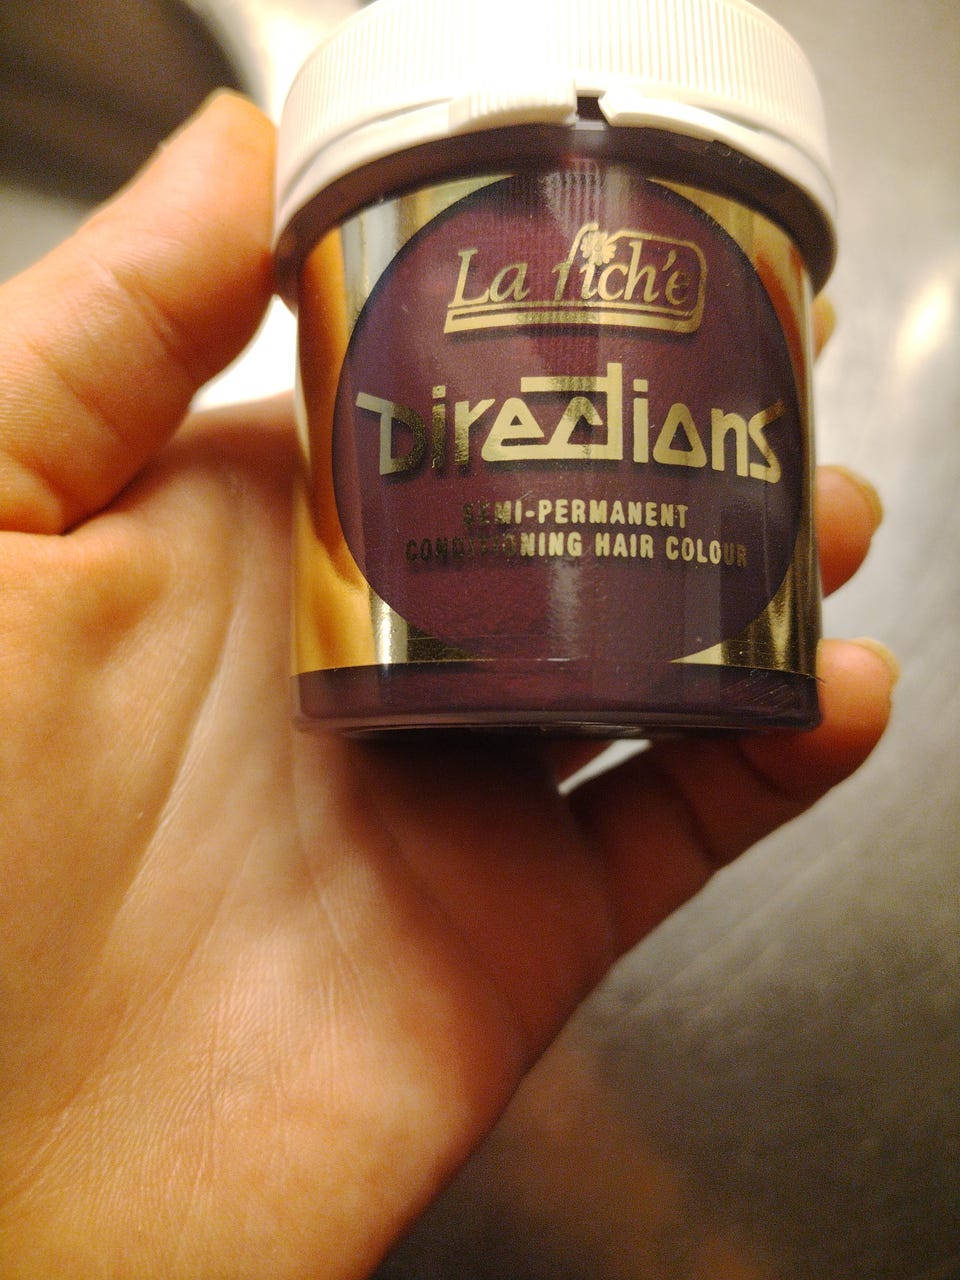 La rich'e
Directions
SEMI-PERMANENT
CONDITIONING HAIR COLOUR